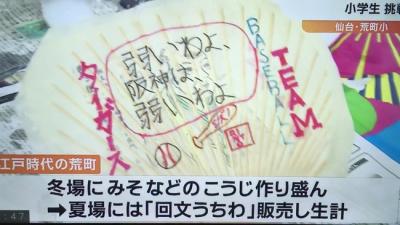 小学生 挑
仙台・荒町小
弱いわよ、
阪神は、
弱いわよ
タイガース
BASEBALL
TEAM
江戸時代の荒町
冬場にみそなどのこうじ作り盛ん
➡夏場には「回文うちわ」販売し生計
:47